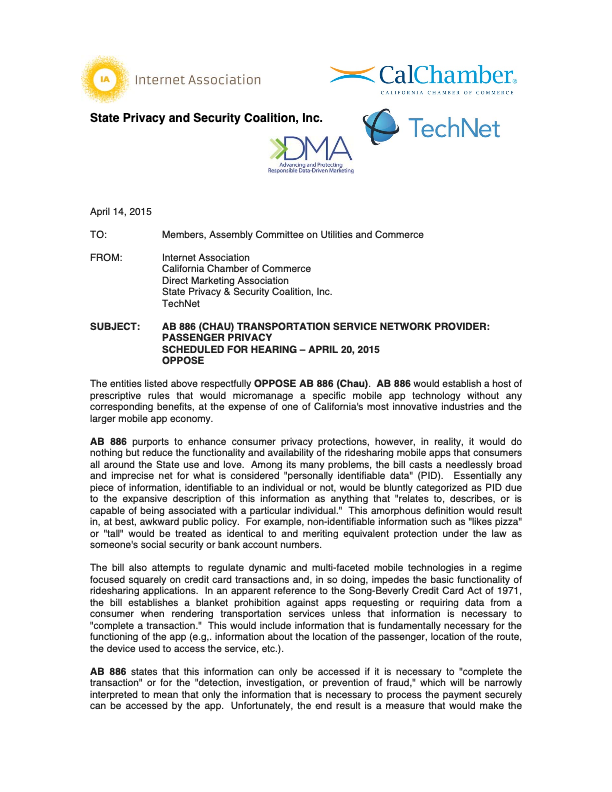 IA Internet Association
CalChamber®
CALIFORNIA CHAMBER OF COMMERCE
State Privacy and Security Coalition, Inc.
TechNet
DMA
Advancing and Protecting
Responsible Data-Driven Marketing
April 14, 2015
TO: Members, Assembly Committee on Utilities and Commerce
FROM: Internet Association
California Chamber of Commerce
Direct Marketing Association
State Privacy & Security Coalition, Inc.
TechNet
SUBJECT: AB 886 (CHAU) TRANSPORTATION SERVICE NETWORK PROVIDER:
PASSENGER PRIVACY
SCHEDULED FOR HEARING – APRIL 20, 2015
OPPOSE
The entities listed above respectfully OPPOSE AB 886 (Chau). AB 886 would establish a host of
prescriptive rules that would micromanage a specific mobile app technology without any
corresponding benefits, at the expense of one of California's most innovative industries and the
larger mobile app economy.
AB 886 purports to enhance consumer privacy protections, however, in reality, it would do
nothing but reduce the functionality and availability of the ridesharing mobile apps that consumers
all around the State use and love. Among its many problems, the bill casts a needlessly broad
and imprecise net for what is considered "personally identifiable data" (PID). Essentially any
piece of information, identifiable to an individual or not, would be bluntly categorized as PID due
to the expansive description of this information as anything that "relates to, describes, or is
capable of being associated with a particular individual." This amorphous definition would result
in, at best, awkward public policy. For example, non-identifiable information such as "likes pizza"
or "tall" would be treated as identical to and meriting equivalent protection under the law as
someone's social security or bank account numbers.
The bill also attempts to regulate dynamic and multi-faceted mobile technologies in a regime
focused squarely on credit card transactions and, in so doing, impedes the basic functionality of
ridesharing applications. In an apparent reference to the Song-Beverly Credit Card Act of 1971,
the bill establishes a blanket prohibition against apps requesting or requiring data from a
consumer when rendering transportation services unless that information is necessary to
"complete a transaction." This would include information that is fundamentally necessary for the
functioning of the app (e.g,. information about the location of the passenger, location of the route,
the device used to access the service, etc.).
AB 886 states that this information can only be accessed if it is necessary to "complete the
transaction" or for the "detection, investigation, or prevention of fraud," which will be narrowly
interpreted to mean that only the information that is necessary to process the payment securely
can be accessed by the app. Unfortunately, the end result is a measure that would make the